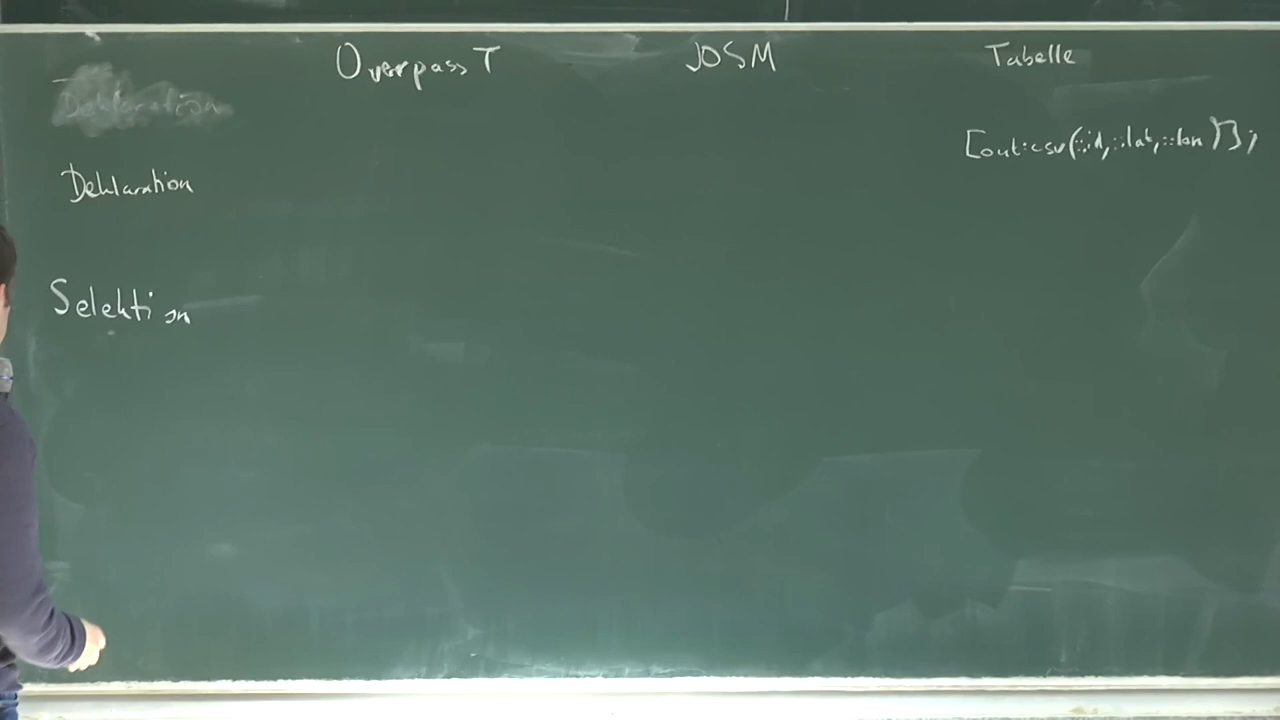 Overpass T JOSM Tabelle
Deklaration
[out:csv(::id,::lat,::lon)];
Deklaration
Selektion